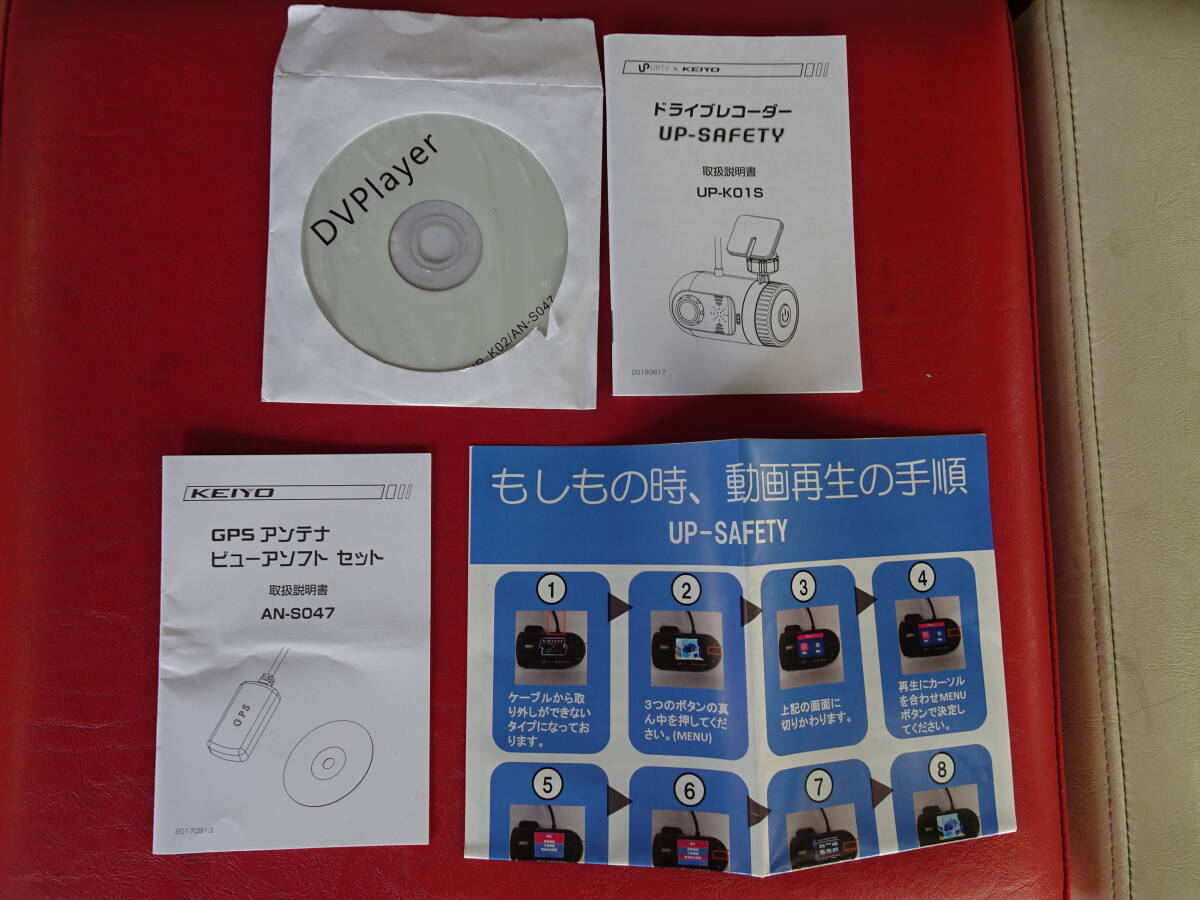 DVPlayer
UP-K02/AN-S047
UP UPTY × KEIYO
ドライブレコーダー
UP-SAFETY
取扱説明書
UP-K01S
20190617
KEIYO
GPS アンテナ
ビューアソフト セット
取扱説明書
AN-S047
GPS
20170913
もしもの時、動画再生の手順
UP-SAFETY
1
ケーブルから取
り外しができない
タイプになってお
ります。
2
3つのボタンの真
ん中を押してくだ
さい。(MENU)
3
上記の画面に
切りかわります。
4
再生にカーソル
を合わせMENU
ボタンで決定し
てください。
5
6
7
8